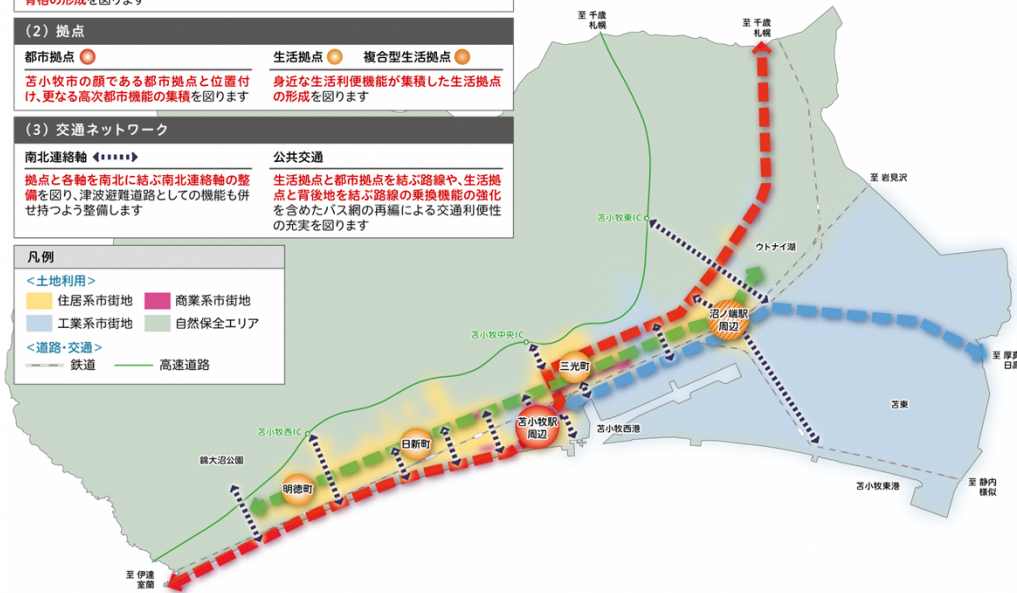 骨格の形成を図ります
(2) 拠点
都市拠点
苫小牧市の顔である都市拠点と位置付
け、更なる高次都市機能の集積を図ります
生活拠点 複合型生活拠点
身近な生活利便機能が集積した生活拠点
の形成を図ります
(3) 交通ネットワーク
南北連絡軸
拠点と各軸を南北に結ぶ南北連絡軸の整
備を図り、津波避難道路としての機能も併
せ持つよう整備します
公共交通
生活拠点と都市拠点を結ぶ路線や、生活拠
点と背後地を結ぶ路線の乗換機能の強化
を含めたバス網の再編による交通利便性
の充実を図ります
凡例
<土地利用>
住居系市街地 商業系市街地
工業系市街地 自然保全エリア
<道路・交通>
鉄道 高速道路
至 千歳
札幌
至 千歳
札幌
至 岩見沢
苫小牧東IC
ウトナイ湖
沼ノ端駅
周辺
苫小牧中央IC
三光町
至 厚真
日高
苫東
苫小牧駅
周辺
苫小牧西港
苫小牧西IC
日新町
錦大沼公園
明徳町
苫小牧東港
至 静内
様似
至 伊達
室蘭